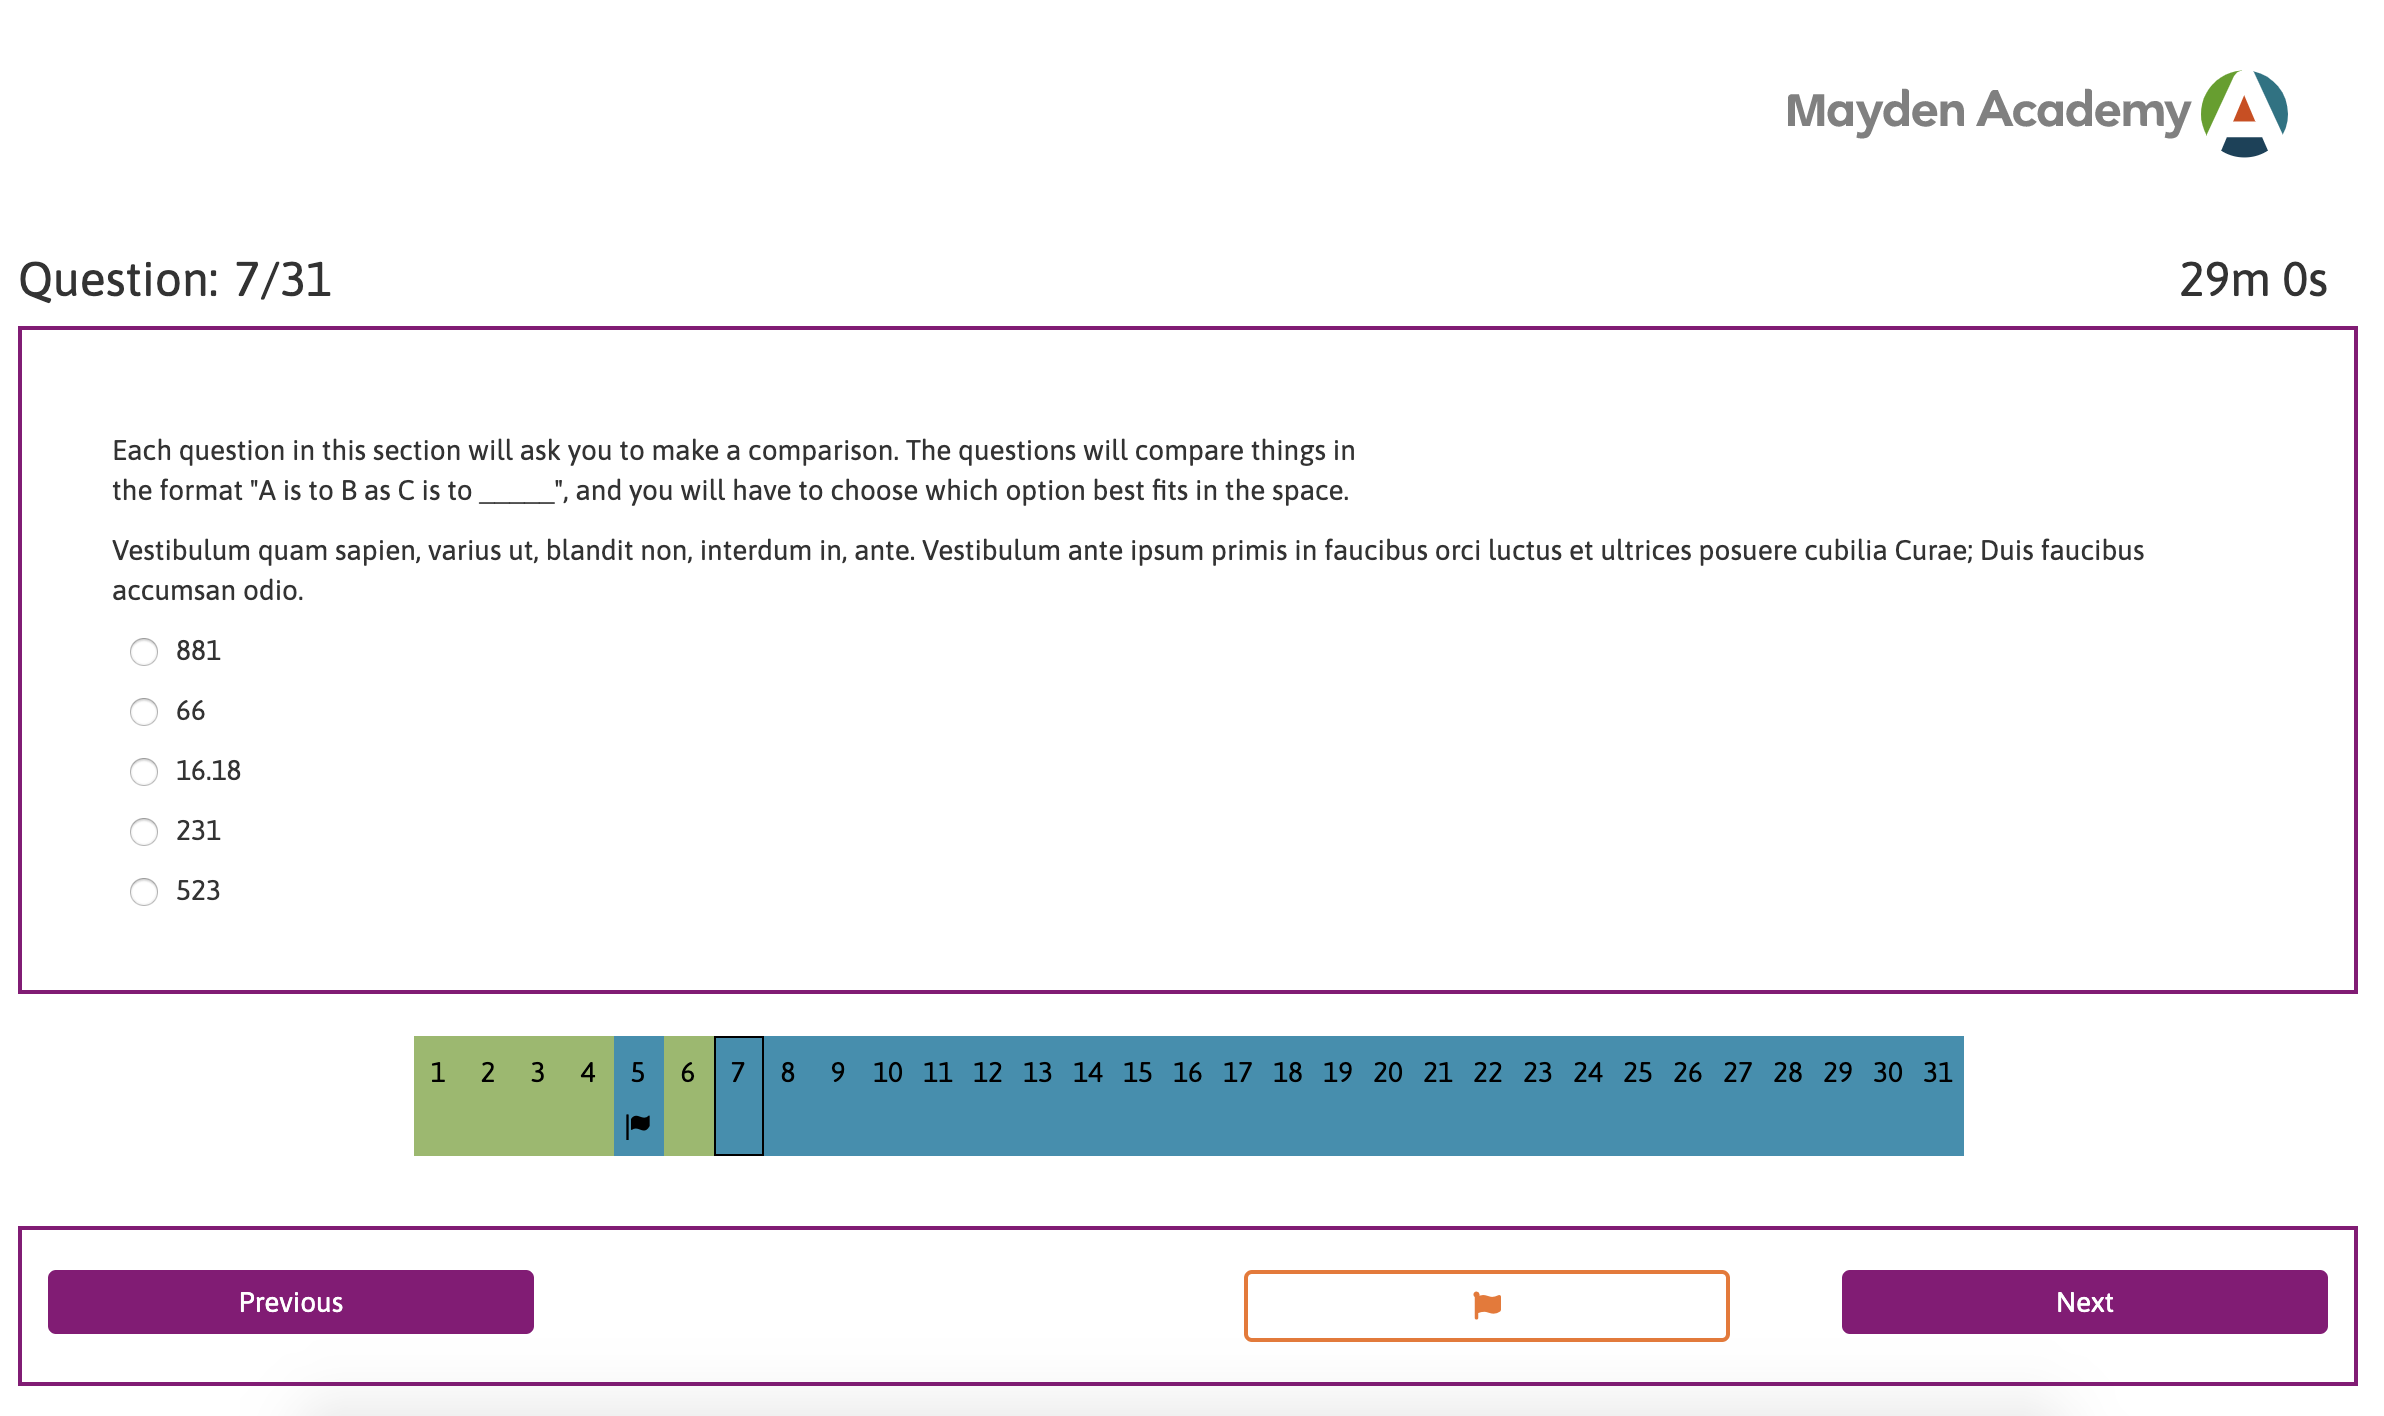 Mayden Academy
Question: 7/31
29m 0s
Each question in this section will ask you to make a comparison. The questions will compare things in
the format "A is to B as C is to _____", and you will have to choose which option best fits in the space.
Vestibulum quam sapien, varius ut, blandit non, interdum in, ante. Vestibulum ante ipsum primis in faucibus orci luctus et ultrices posuere cubilia Curae; Duis faucibus
accumsan odio.
881
66
16.18
231
523
1 2 3 4 5 6 7 8 9 10 11 12 13 14 15 16 17 18 19 20 21 22 23 24 25 26 27 28 29 30 31
Previous
Next